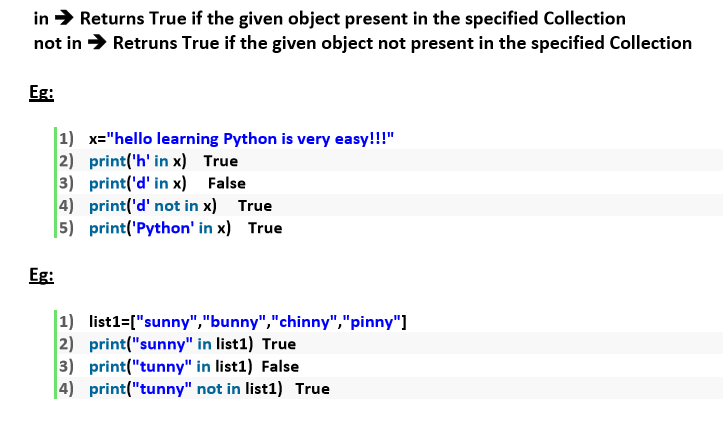 in ➔ Returns True if the given object present in the specified Collection
not in ➔ Retruns True if the given object not present in the specified Collection
Eg:
1) x="hello learning Python is very easy!!!"
2) print('h' in x) True
3) print('d' in x) False
4) print('d' not in x) True
5) print('Python' in x) True
Eg:
1) list1=["sunny","bunny","chinny","pinny"]
2) print("sunny" in list1) True
3) print("tunny" in list1) False
4) print("tunny" not in list1) True